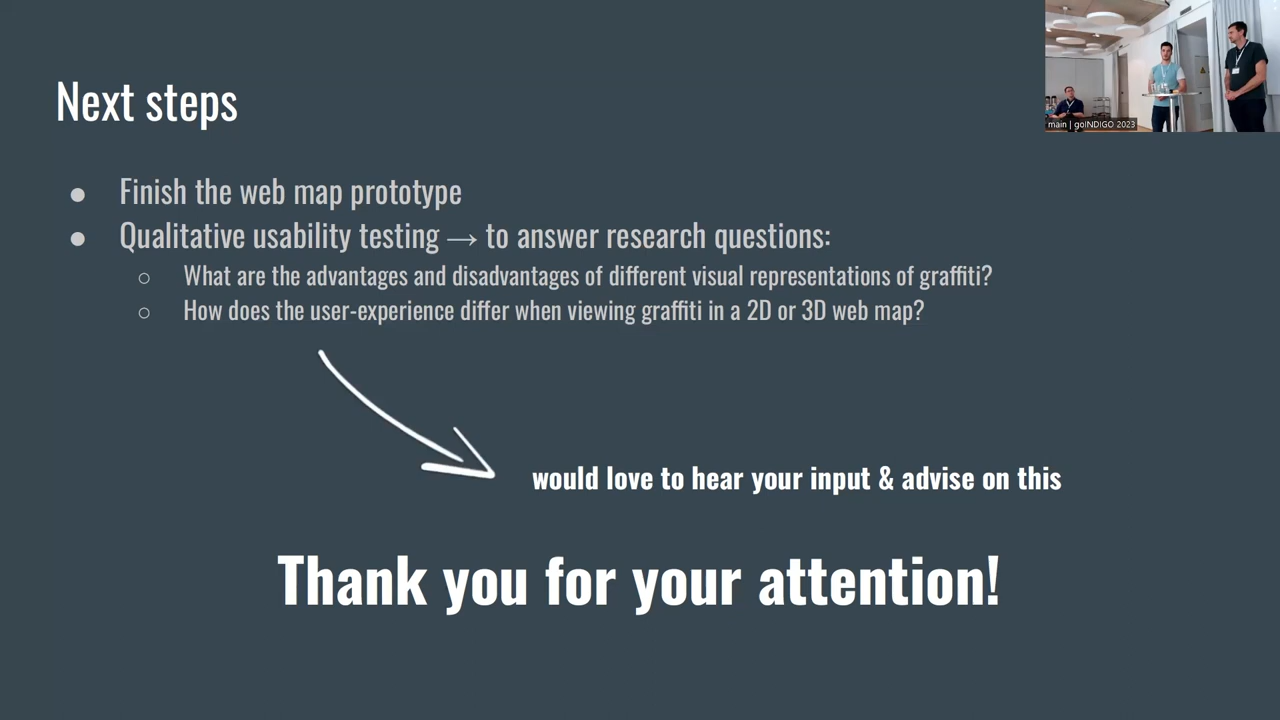 Next steps
main | goINDIGO 2023
● Finish the web map prototype
● Qualitative usability testing → to answer research questions:
○ What are the advantages and disadvantages of different visual representations of graffiti?
○ How does the user-experience differ when viewing graffiti in a 2D or 3D web map?
would love to hear your input & advise on this
Thank you for your attention!